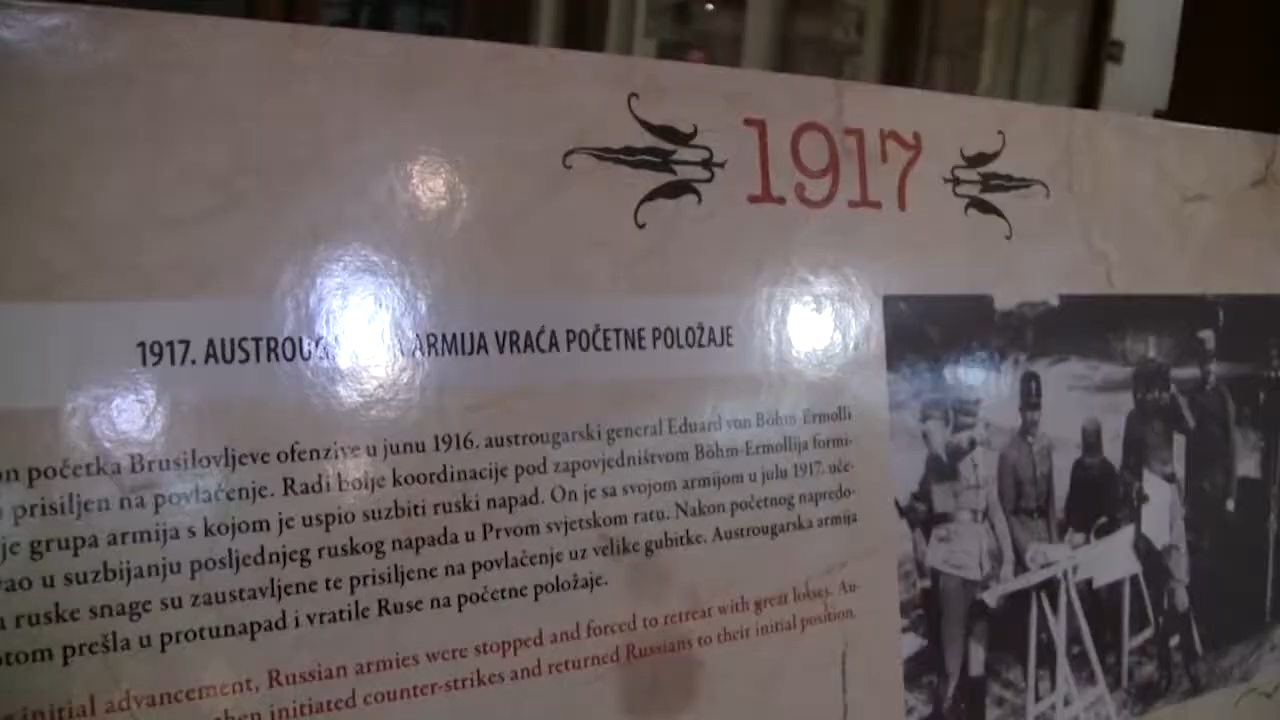 1917
1917. ARMIJA VRAĆA POČETNE POLOŽAJE
početka Brusilovljeve ofenzive u junu 1916. austrougarski general Eduard von Böhm-Ermolli
prisiljen na povlačenje. Radi bolje koordinacije pod zapovjedništvom Böhm-Ermollija formi-
je grupa armija s kojom je uspio suzbiti ruski napad. On je sa svojom armijom u julu 1917. uče-
u suzbijanju posljednjeg ruskog napada u Prvom svjetskom ratu. Nakon početnog napredo-
ruske snage su zaustavljene te prisiljene na povlačenje uz velike gubitke. Austrougarska armija
prešla u protunapad i vratile Ruse na početne položaje.
initial advancement, Russian armies were stopped and forced to retreat with great losses. Au-
initiated counter-strikes and returned Russians to their initial position.